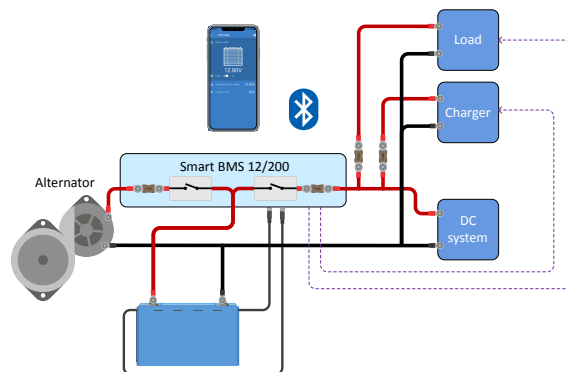 12.80V
Load
Charger
Smart BMS 12/200
Alternator
DC
system